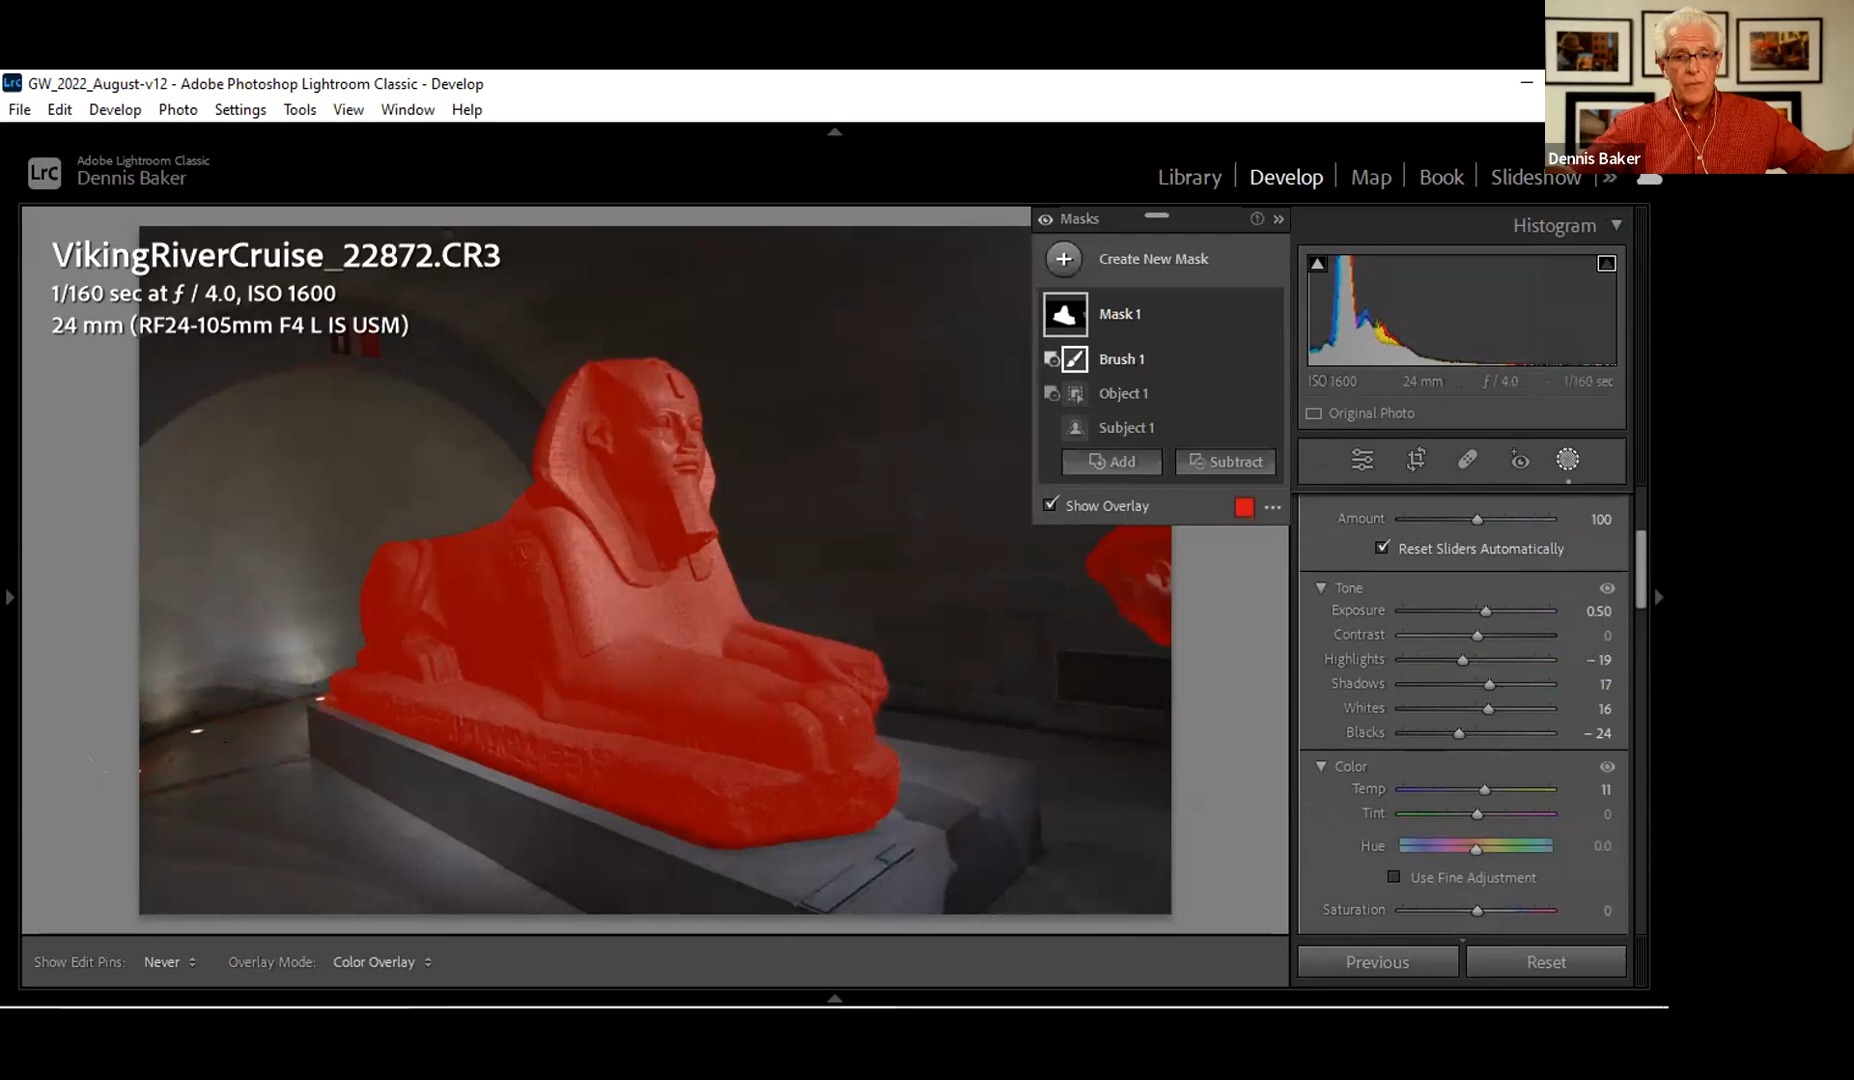 GW_2022_August-v12 - Adobe Photoshop Lightroom Classic - Develop
File Edit Develop Photo Settings Tools View Window Help
Dennis Baker
LrC
Adobe Lightroom Classic
Dennis Baker
Library | Develop | Map | Book | Slideshow
VikingRiverCruise_22872.CR3
1/160 sec at ƒ / 4.0, ISO 1600
24 mm (RF24-105mm F4 L IS USM)
Masks
Create New Mask
Mask 1
Brush 1
Object 1
Subject 1
Add Subtract
Show Overlay
Histogram
ISO 1600 24 mm ƒ / 4.0 1/160 sec
Original Photo
Amount 100
Reset Sliders Automatically
Tone
Exposure 0.50
Contrast 0
Highlights – 19
Shadows 17
Whites 16
Blacks – 24
Color
Temp 11
Tint 0
Hue 0.0
Use Fine Adjustment
Saturation 0
Previous Reset
Show Edit Pins: Never Overlay Mode: Color Overlay